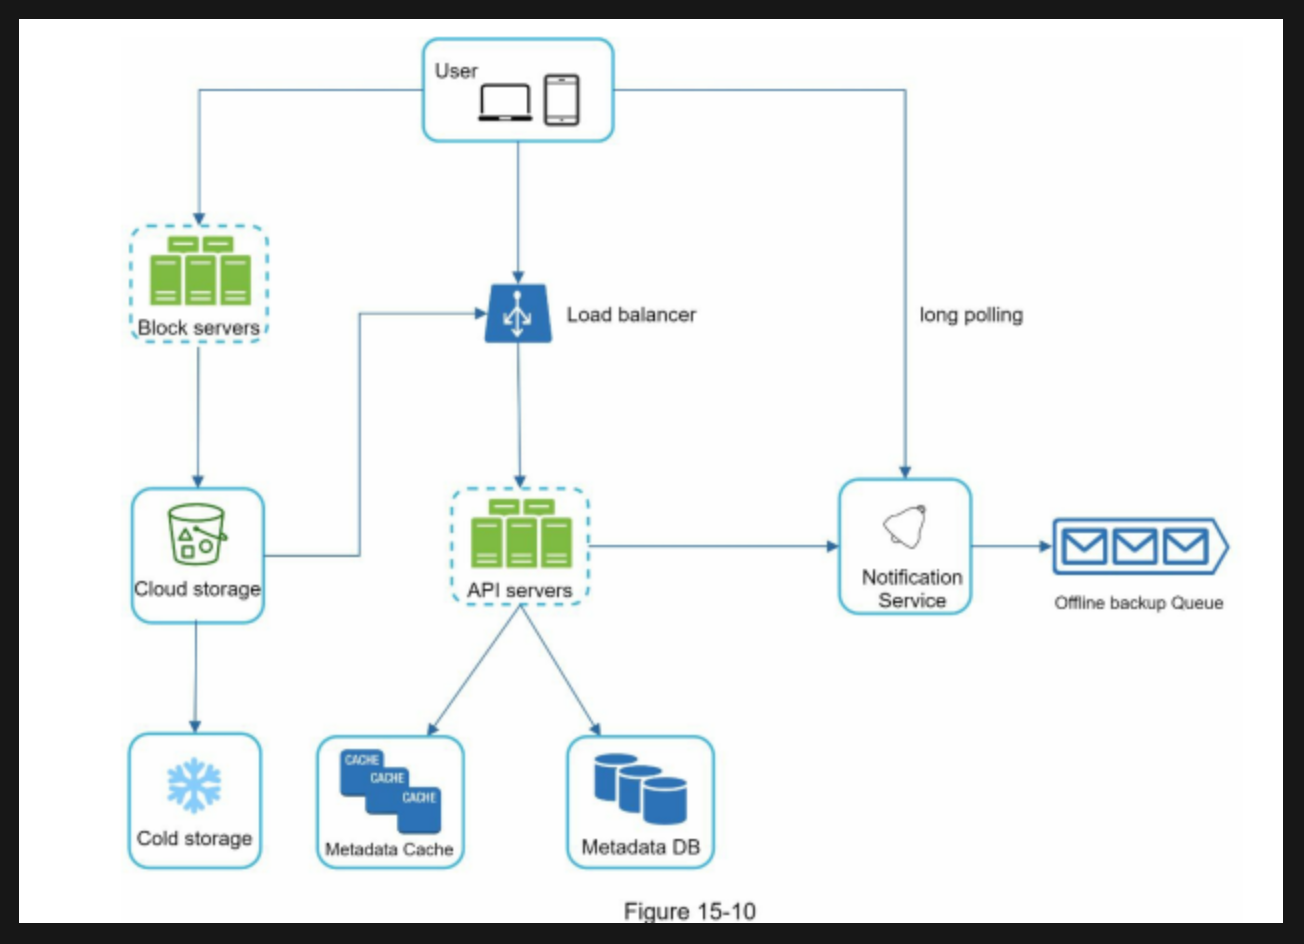 User
Block servers
Load balancer
long polling
Cloud storage
API servers
Notification
Service
Offline backup Queue
Cold storage
CACHE
CACHE
CACHE
Metadata Cache
Metadata DB
Figure 15-10